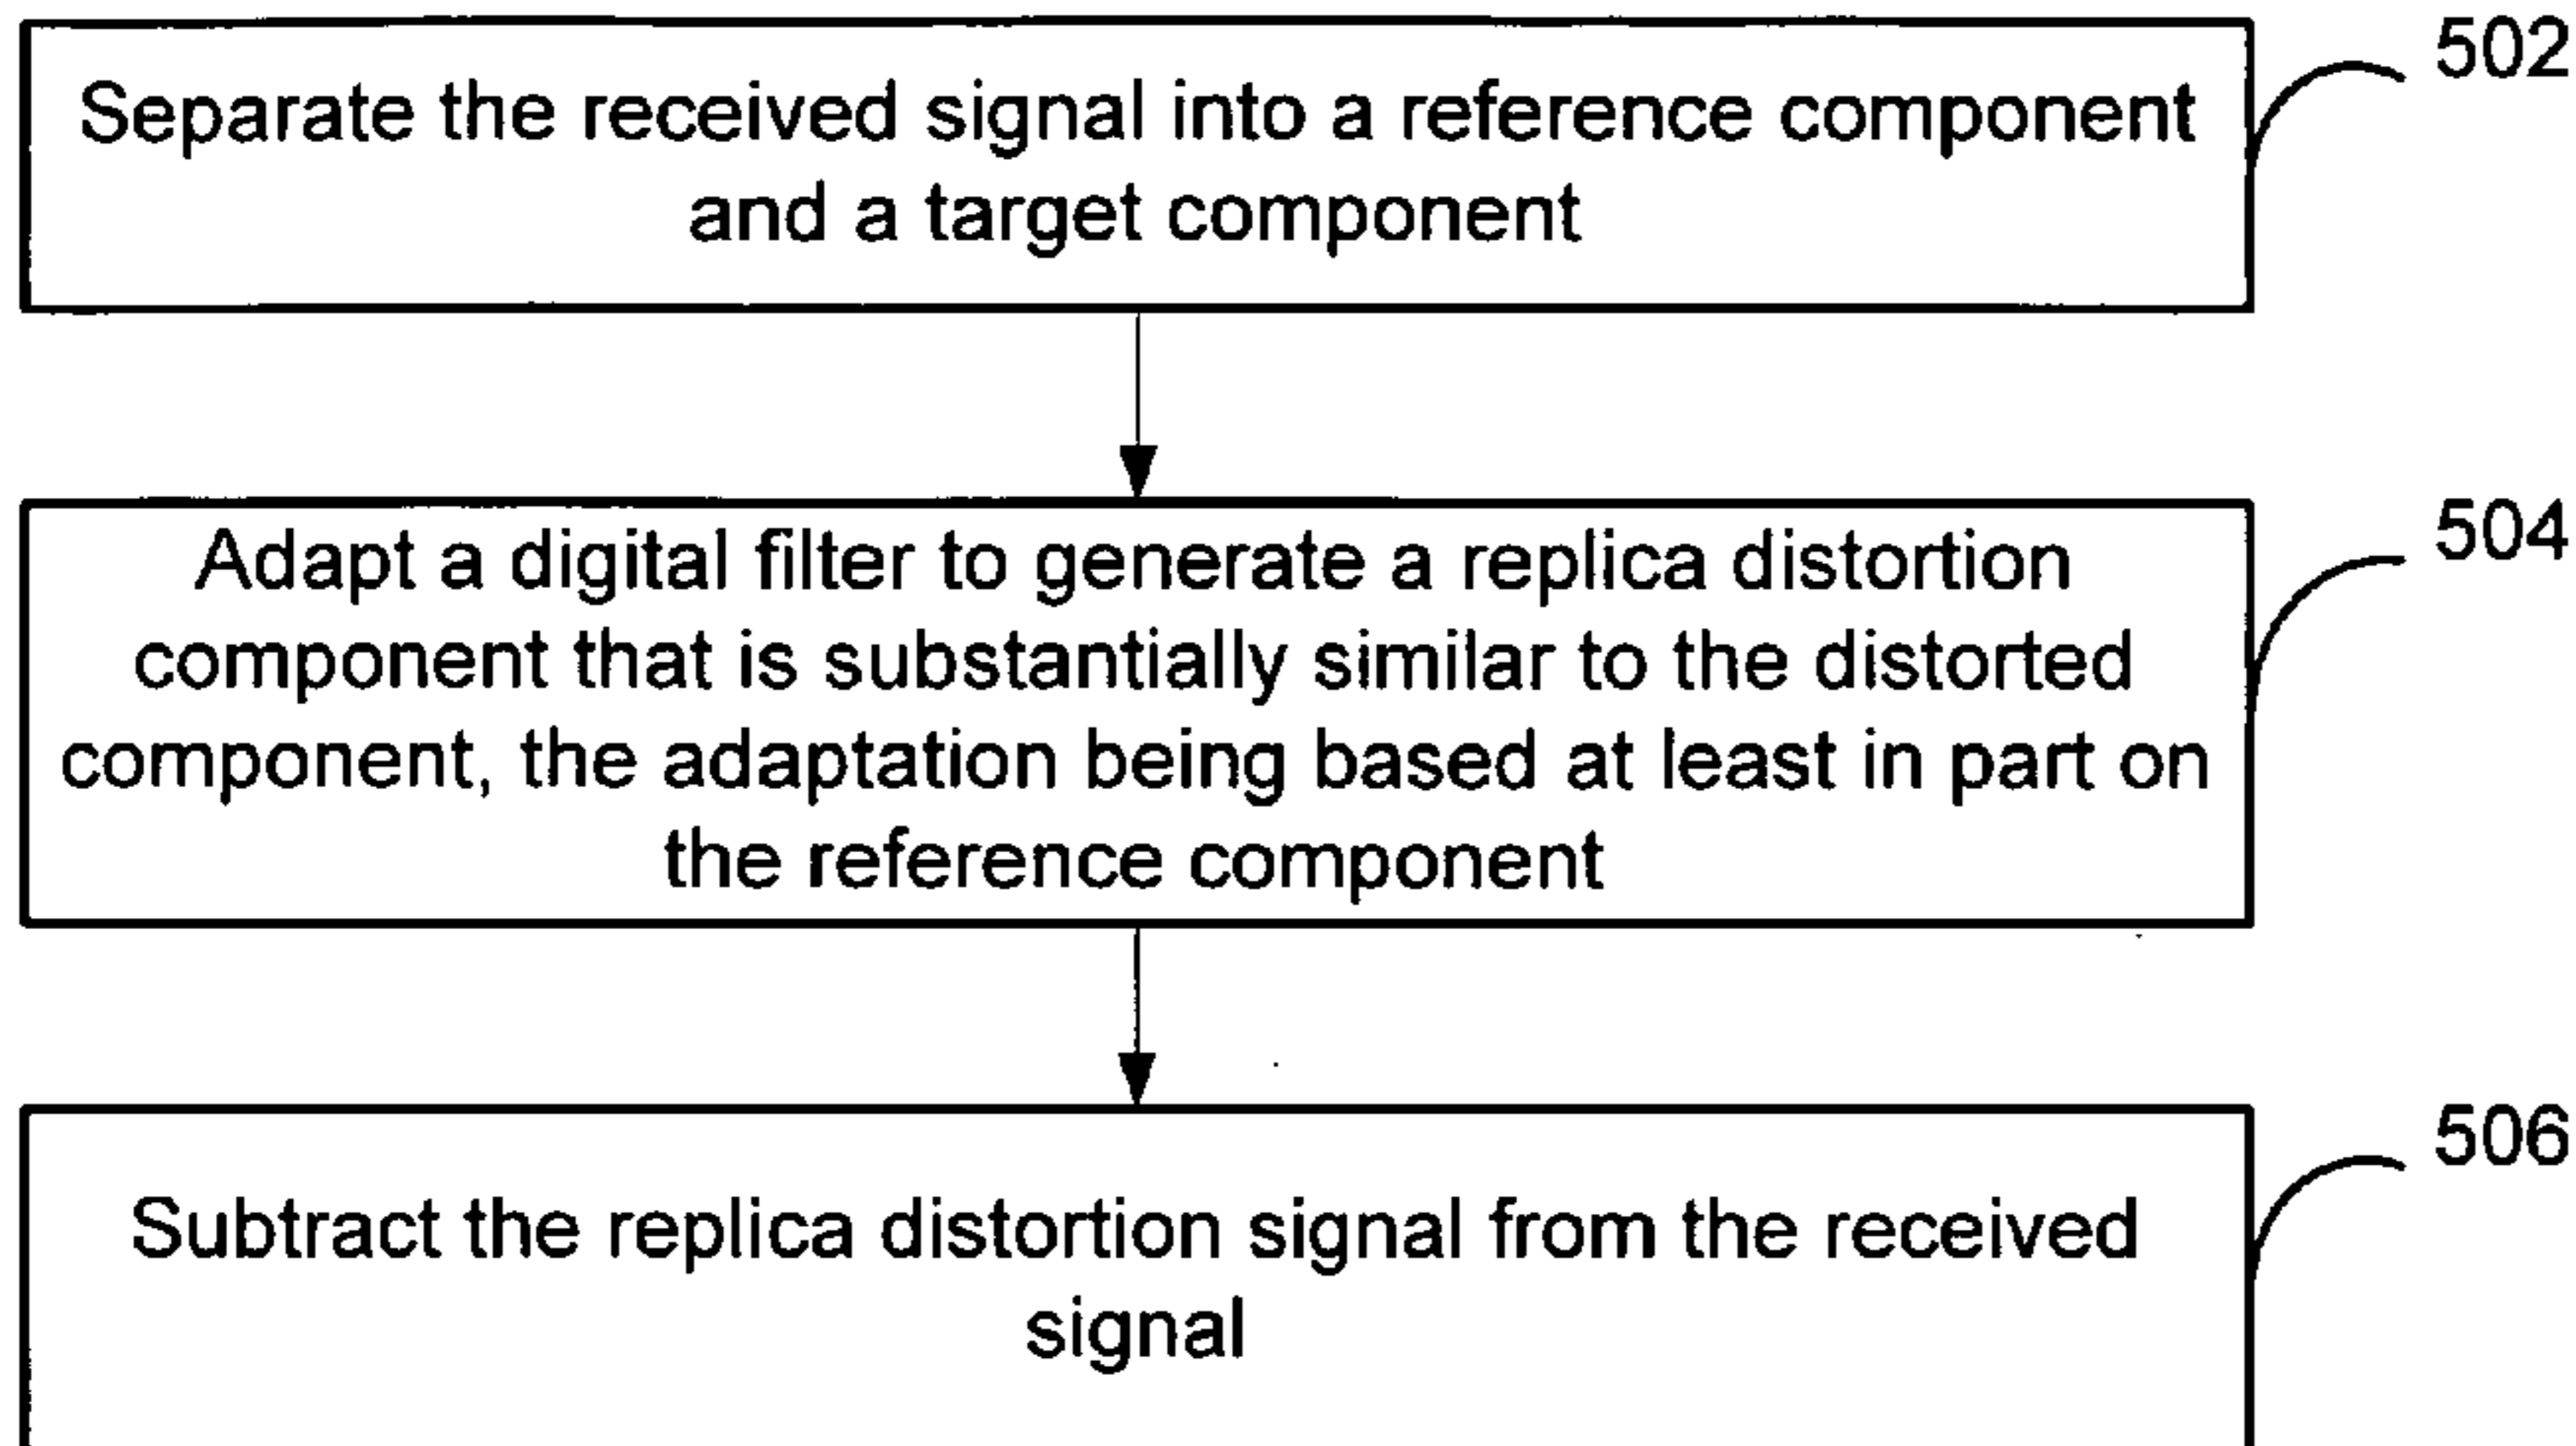 502
Separate the received signal into a reference component
and a target component
504
Adapt a digital filter to generate a replica distortion
component that is substantially similar to the distorted
component, the adaptation being based at least in part on
the reference component
506
Subtract the replica distortion signal from the received
signal